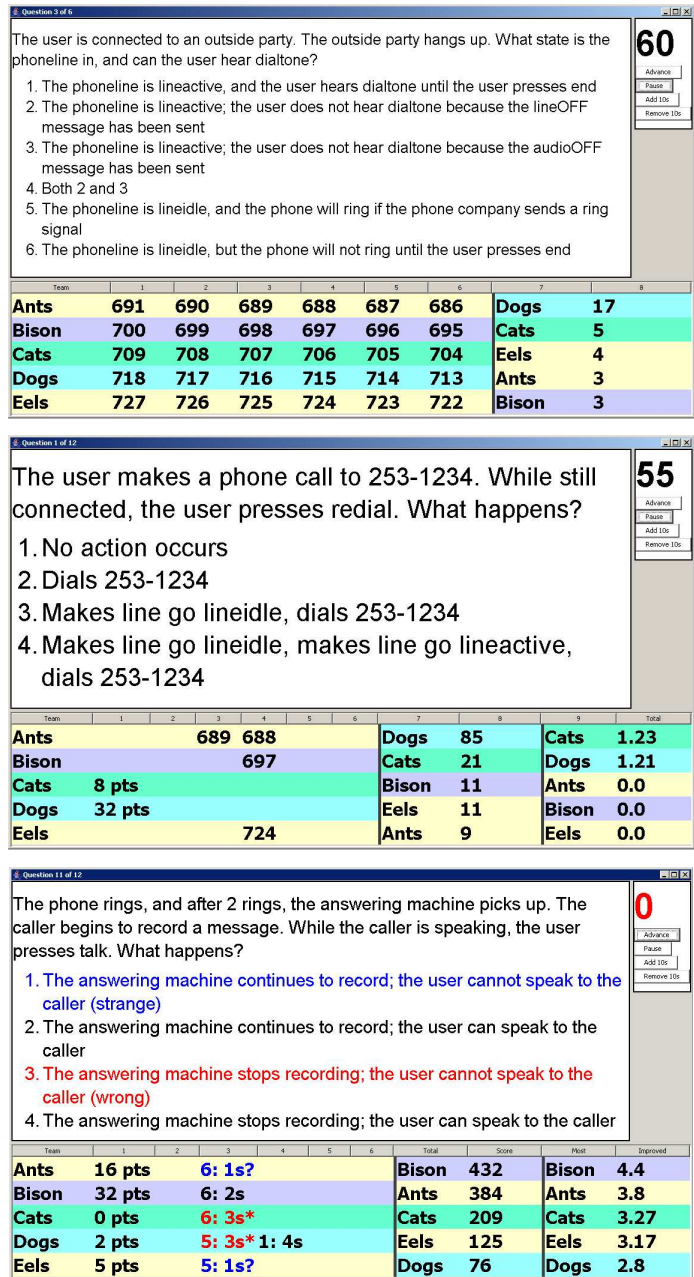 Question 3 of 6
The user is connected to an outside party. The outside party hangs up. What state is the
phoneline in, and can the user hear dialtone?
1. The phoneline is lineactive, and the user hears dialtone until the user presses end
2. The phoneline is lineactive; the user does not hear dialtone because the lineOFF
message has been sent
3. The phoneline is lineactive; the user does not hear dialtone because the audioOFF
message has been sent
4. Both 2 and 3
5. The phoneline is lineidle, and the phone will ring if the phone company sends a ring
signal
6. The phoneline is lineidle, but the phone will not ring until the user presses end
60
Advance
Pause
Add 10s
Remove 10s
Team 1 2 3 4 5 6 7 8
Ants 691 690 689 688 687 686 Dogs 17
Bison 700 699 698 697 696 695 Cats 5
Cats 709 708 707 706 705 704 Eels 4
Dogs 718 717 716 715 714 713 Ants 3
Eels 727 726 725 724 723 722 Bison 3
Question 1 of 12
The user makes a phone call to 253-1234. While still
connected, the user presses redial. What happens?
1. No action occurs
2. Dials 253-1234
3. Makes line go lineidle, dials 253-1234
4. Makes line go lineidle, makes line go lineactive,
dials 253-1234
55
Advance
Pause
Add 10s
Remove 10s
Team 1 2 3 4 5 6 7 8 9 Total
Ants 689 688 Dogs 85 Cats 1.23
Bison 697 Cats 21 Dogs 1.21
Cats 8 pts Bison 11 Ants 0.0
Dogs 32 pts Eels 11 Bison 0.0
Eels 724 Ants 9 Eels 0.0
Question 11 of 12
The phone rings, and after 2 rings, the answering machine picks up. The
caller begins to record a message. While the caller is speaking, the user
presses talk. What happens?
1. The answering machine continues to record; the user cannot speak to the
caller (strange)
2. The answering machine continues to record; the user can speak to the
caller
3. The answering machine stops recording; the user cannot speak to the
caller (wrong)
4. The answering machine stops recording; the user can speak to the caller
0
Advance
Pause
Add 10s
Remove 10s
Team 1 2 3 4 5 6 Total Score Most Improved
Ants 16 pts 6: 1s? Bison 432 Bison 4.4
Bison 32 pts 6: 2s Ants 384 Ants 3.8
Cats 0 pts 6: 3s* Cats 209 Cats 3.27
Dogs 2 pts 5: 3s* 1: 4s Eels 125 Eels 3.17
Eels 5 pts 5: 1s? Dogs 76 Dogs 2.8